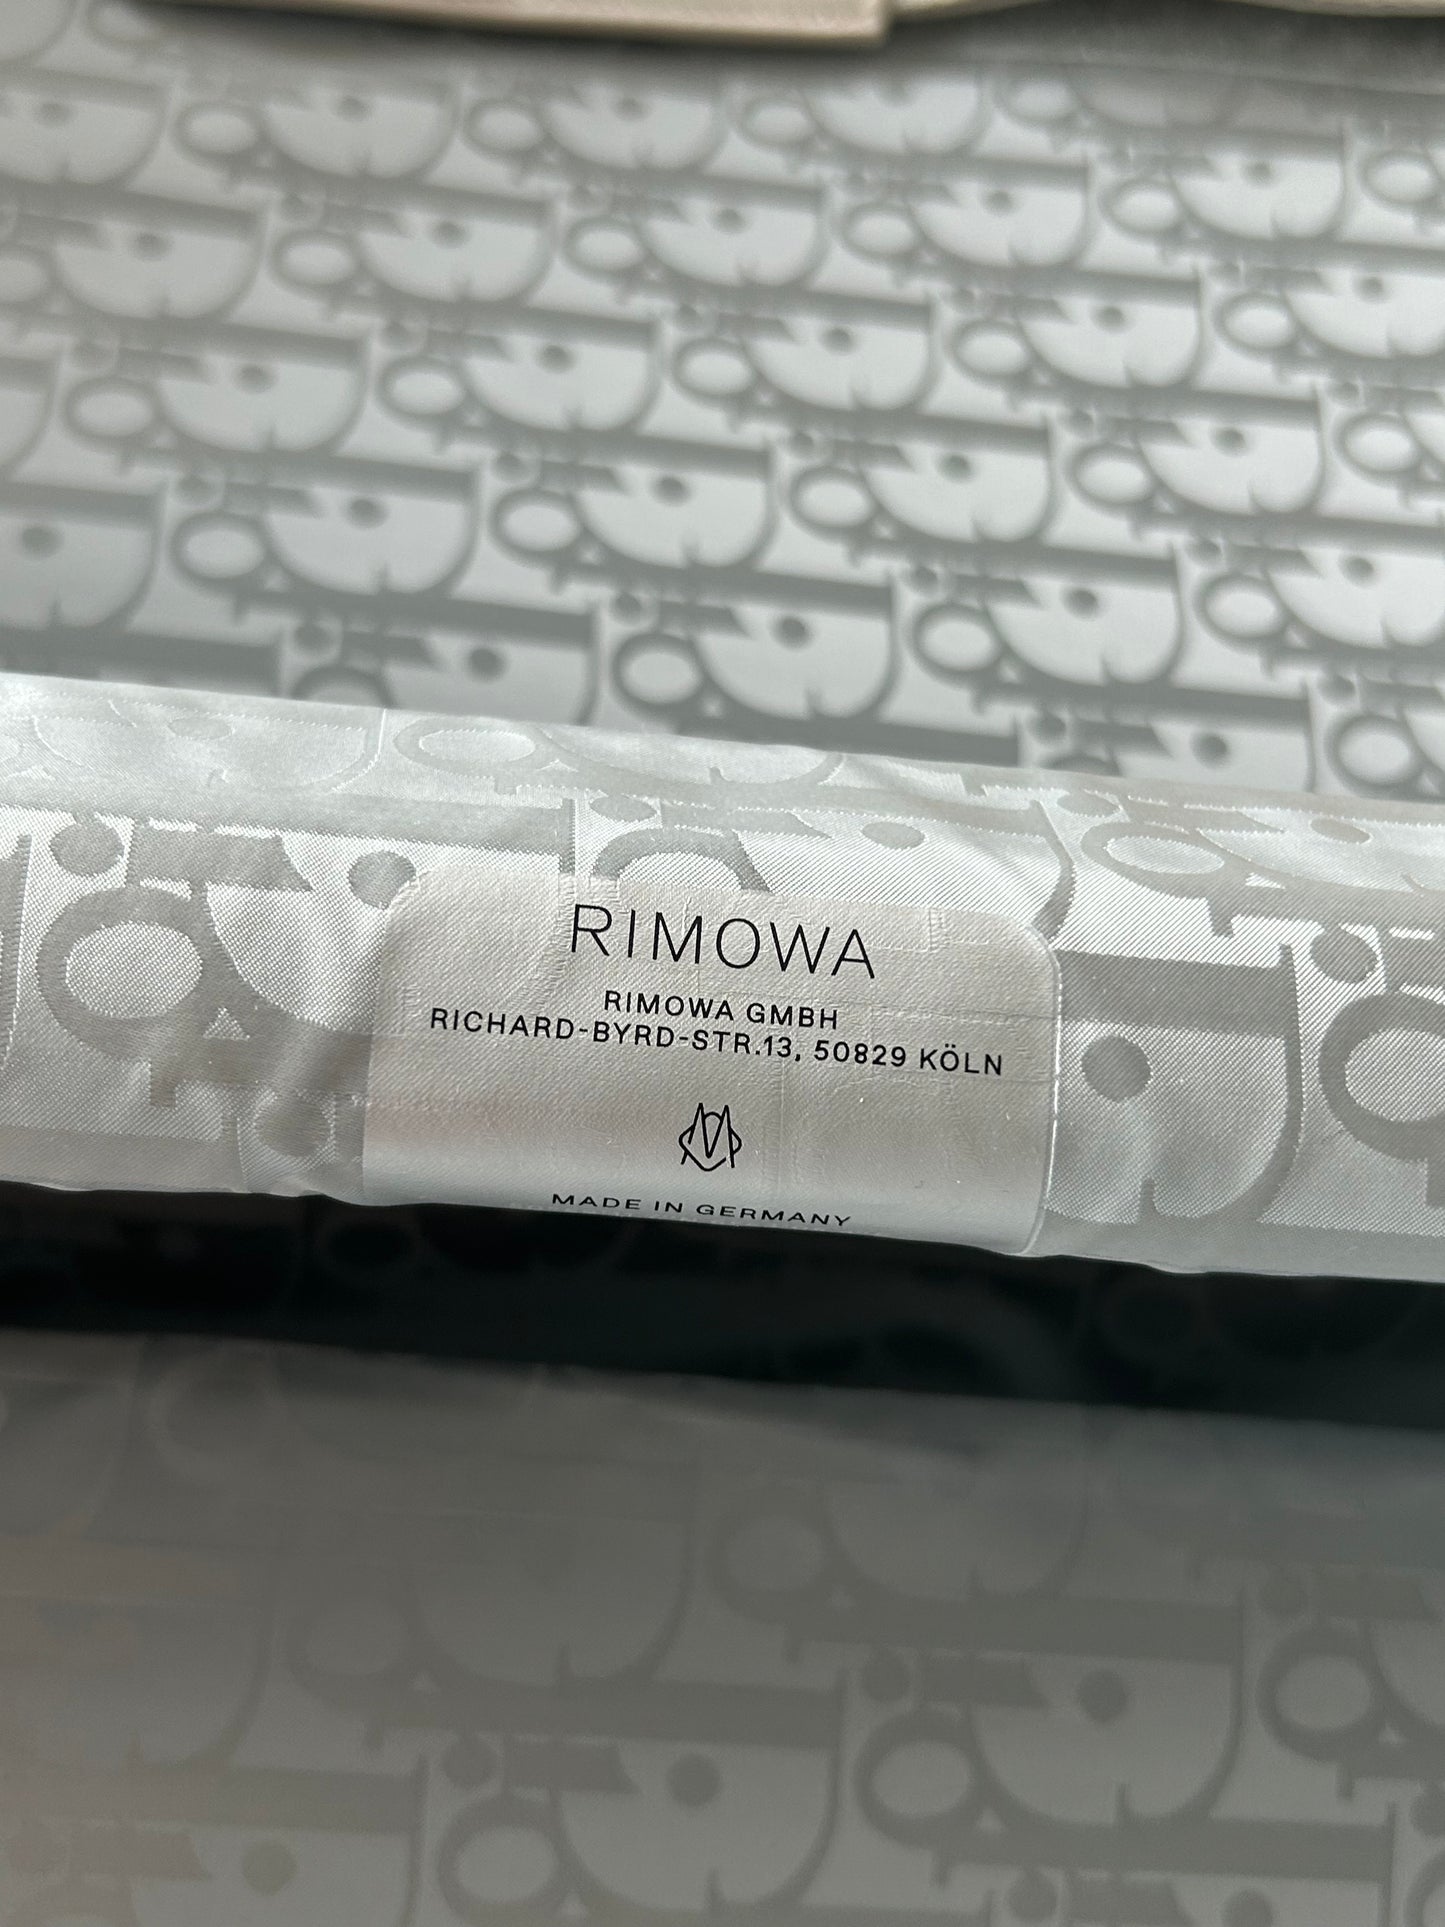 RIMOWA
RIMOWA GMBH
RICHARD-BYRD-STR.13, 50829 KÖLN
MADE IN GERMANY